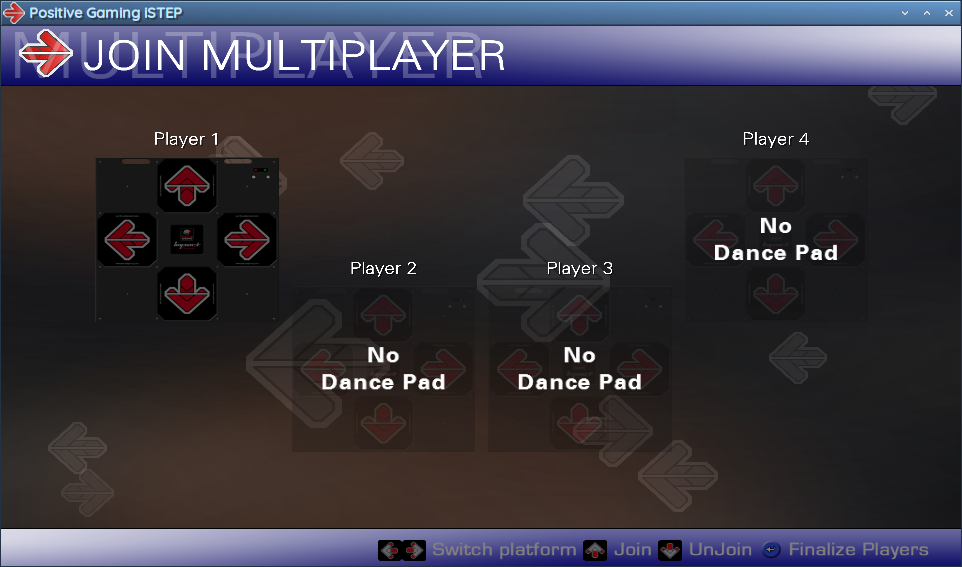 Positive Gaming iSTEP
MULTIPLAYER
JOIN MULTIPLAYER
Player 1
Player 4
No
Dance Pad
Player 2
Player 3
No
Dance Pad
No
Dance Pad
Switch platform Join UnJoin Finalize Players